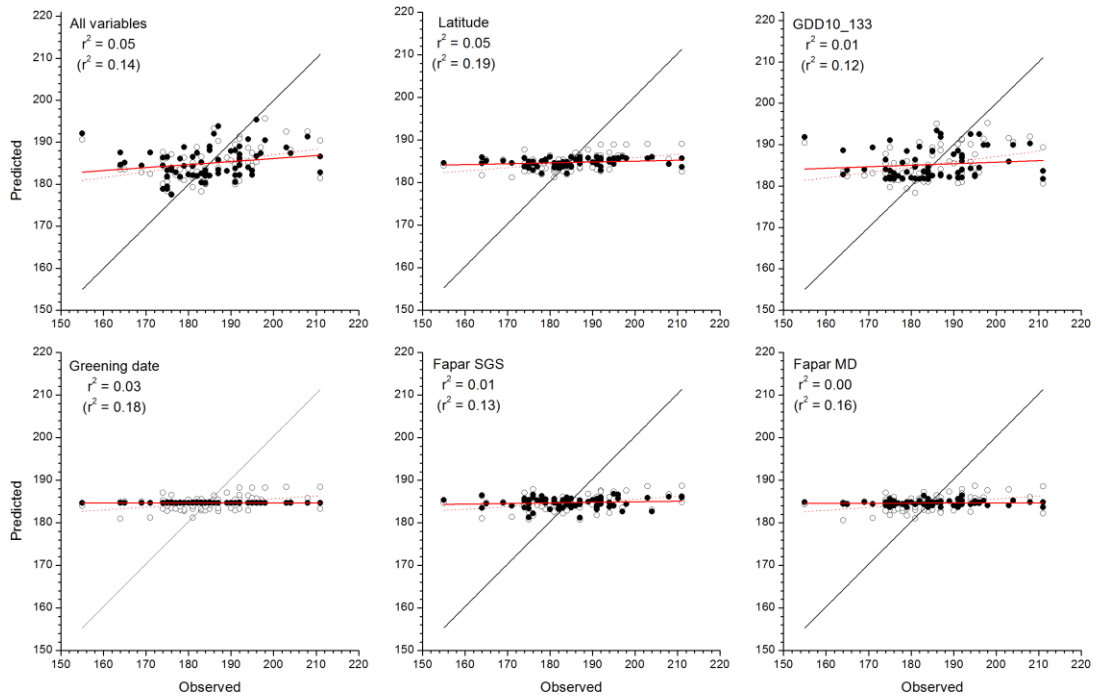 All variables
r² = 0.05
(r² = 0.14)
Latitude
r² = 0.05
(r² = 0.19)
GDD10_133
r² = 0.01
(r² = 0.12)
220
210
200
190
180
170
160
150
Predicted
150 160 170 180 190 200 210 220
220
210
200
190
180
170
160
150
150 160 170 180 190 200 210 220
220
210
200
190
180
170
160
150
150 160 170 180 190 200 210 220
Greening date
r² = 0.03
(r² = 0.18)
Fapar SGS
r² = 0.01
(r² = 0.13)
Fapar MD
r² = 0.00
(r² = 0.16)
220
210
200
190
180
170
160
150
Predicted
150 160 170 180 190 200 210 220
Observed
220
210
200
190
180
170
160
150
150 160 170 180 190 200 210 220
Observed
220
210
200
190
180
170
160
150
150 160 170 180 190 200 210 220
Observed